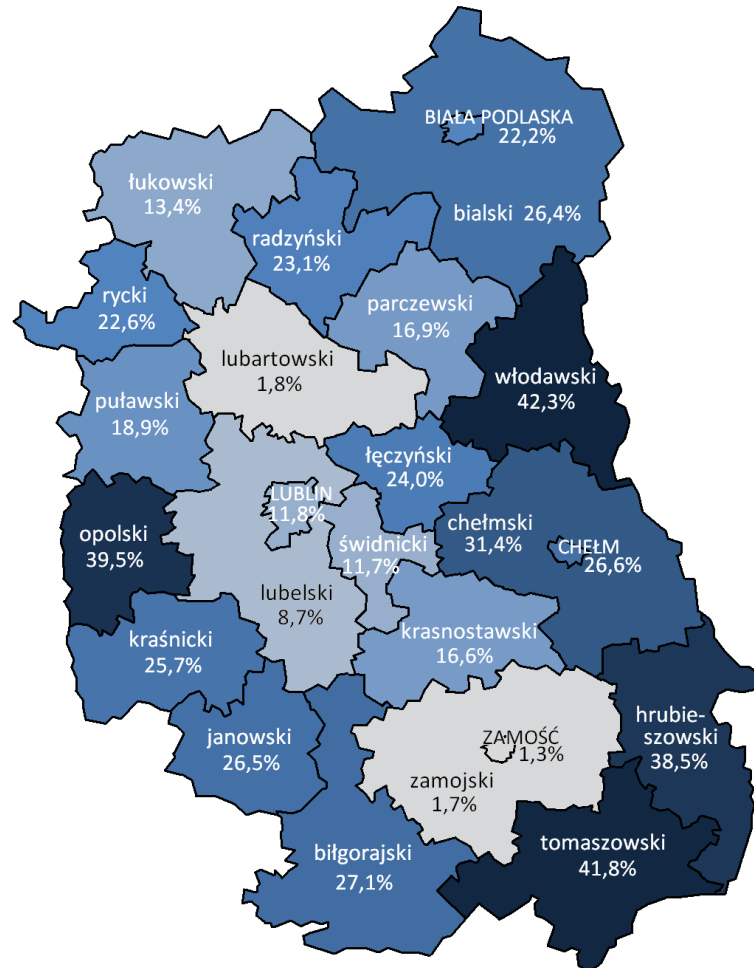 BIAŁA PODLASKA
22,2%
łukowski
13,4%
bialski 26,4%
radzyński
23,1%
rycki
22,6%
parczewski
16,9%
lubartowski
1,8%
włodawski
42,3%
puławski
18,9%
łęczyński
24,0%
LUBLIN
11,8%
opolski
39,5%
chełmski
31,4%
CHEŁM
26,6%
świdnicki
11,7%
lubelski
8,7%
kraśnicki
25,7%
krasnostawski
16,6%
hrubie-
szowski
38,5%
janowski
26,5%
ZAMOŚĆ
1,3%
zamojski
1,7%
tomaszowski
41,8%
biłgorajski
27,1%